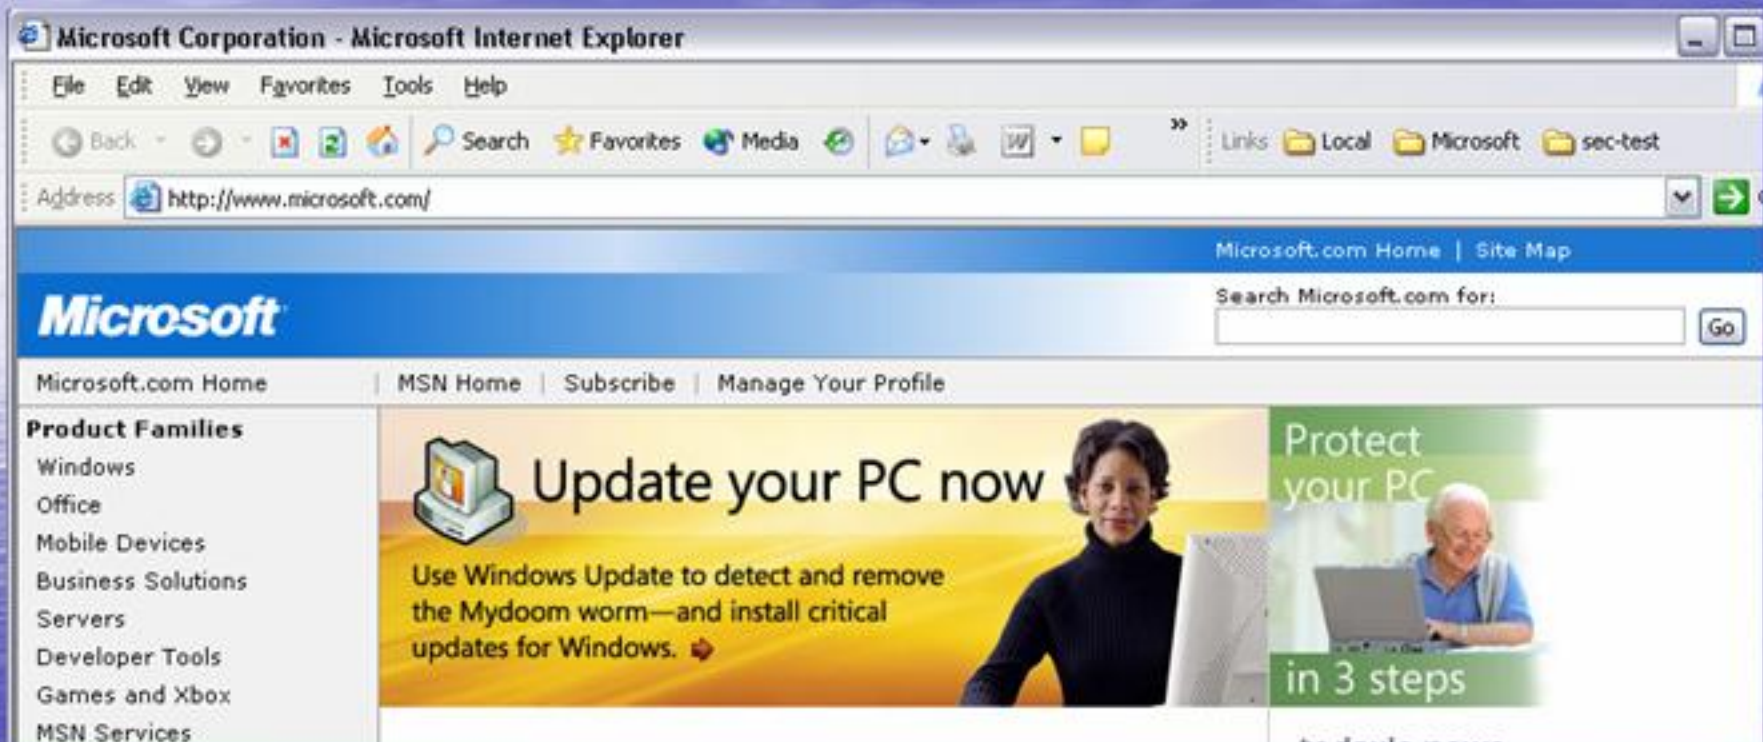 Microsoft Corporation - Microsoft Internet Explorer
File Edit View Favorites Tools Help
Back Search Favorites Media » Links Local Microsoft sec-test
Address http://www.microsoft.com/
Microsoft.com Home | Site Map
Microsoft
Search Microsoft.com for:
Go
Microsoft.com Home | MSN Home | Subscribe | Manage Your Profile
Product Families
Windows
Office
Mobile Devices
Business Solutions
Servers
Developer Tools
Games and Xbox
MSN Services
Update your PC now
Use Windows Update to detect and remove
the Mydoom worm—and install critical
updates for Windows.
Protect
your PC
in 3 steps